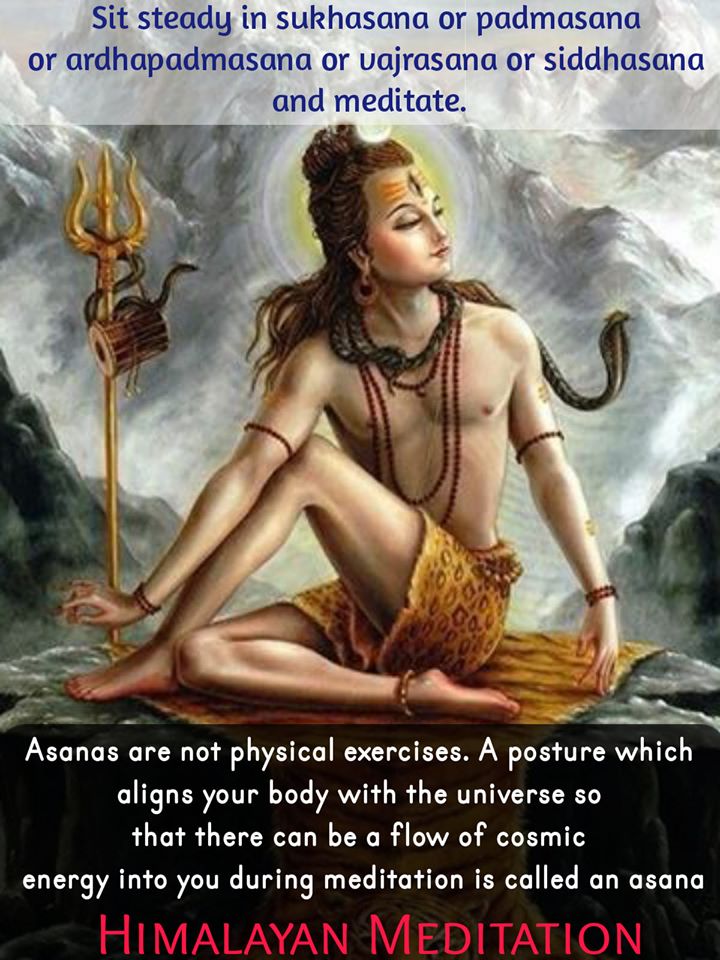 Sit steady in sukhasana or padmasana
or ardhapadmasana or vajrasana or siddhasana
and meditate.
Asanas are not physical exercises. A posture which
aligns your body with the universe so
that there can be a flow of cosmic
energy into you during meditation is called an asana
Himalayan Meditation